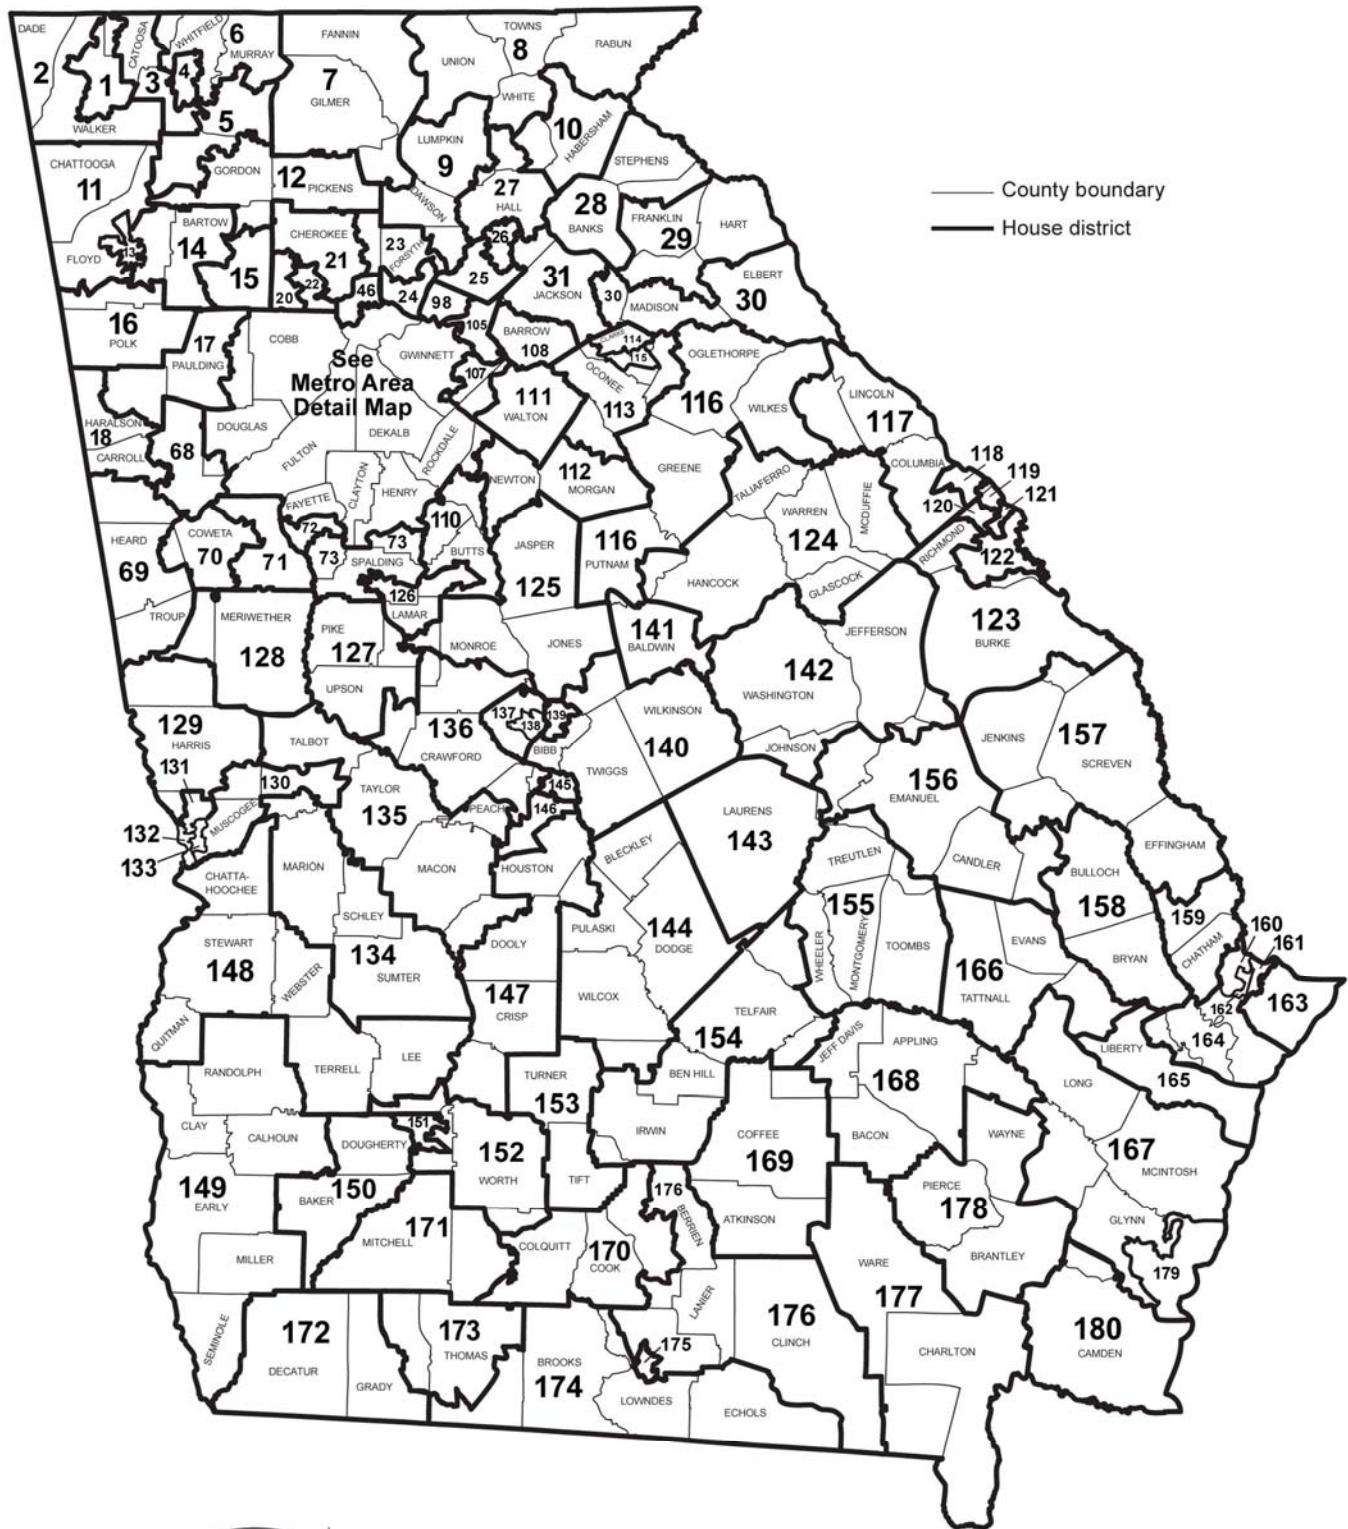 DADE
CATOOSA
WHITFIELD
6
MURRAY
FANNIN
TOWNS
8
RABUN
UNION
2
1
3
4
7
GILMER
WHITE
5
WALKER
LUMPKIN
9
10
HABERSHAM
STEPHENS
CHATTOOGA
11
GORDON
12
PICKENS
DAWSON
27
HALL
28
BANKS
FRANKLIN
29
HART
County boundary
House district
BARTOW
14
CHEROKEE
21
23
FORSYTH
26
25
FLOYD
13
15
20
22
46
24
98
31
JACKSON
30
MADISON
ELBERT
30
16
POLK
17
PAULDING
COBB
See
Metro Area
Detail Map
GWINNETT
105
107
BARROW
108
CLARKE
114
115
OCONEE
113
OGLETHORPE
116
WILKES
LINCOLN
117
111
WALTON
HARALSON
18
CARROLL
68
DOUGLAS
FULTON
DEKALB
ROCKDALE
NEWTON
112
MORGAN
GREENE
TALIAFERRO
COLUMBIA
118
119
121
120
FAYETTE
CLAYTON
HENRY
110
WARREN
124
MCDUFFIE
RICHMOND
122
HEARD
69
COWETA
70
71
72
73
73
SPALDING
BUTTS
JASPER
125
116
PUTNAM
HANCOCK
GLASCOCK
TROUP
MERIWETHER
128
PIKE
127
126
LAMAR
MONROE
JONES
141
BALDWIN
JEFFERSON
123
BURKE
UPSON
142
WASHINGTON
129
HARRIS
TALBOT
136
CRAWFORD
137
138
139
BIBB
WILKINSON
140
TWIGGS
JOHNSON
JENKINS
157
SCREVEN
131
130
132
133
MUSCOGEE
TAYLOR
135
PEACH
145
146
LAURENS
143
156
EMANUEL
CHATTA-
HOOCHEE
MARION
MACON
HOUSTON
BLECKLEY
TREUTLEN
CANDLER
BULLOCH
158
EFFINGHAM
STEWART
148
SCHLEY
134
SUMTER
DOOLY
PULASKI
144
DODGE
155
WHEELER
MONTGOMERY
TOOMBS
EVANS
BRYAN
159
CHATHAM
160
161
WEBSTER
147
CRISP
WILCOX
166
TATTNALL
162
163
QUITMAN
RANDOLPH
TERRELL
LEE
TELFAIR
154
JEFF DAVIS
APPLING
164
LIBERTY
165
TURNER
153
BEN HILL
168
LONG
CLAY
CALHOUN
DOUGHERTY
151
152
WORTH
IRWIN
COFFEE
169
BACON
WAYNE
167
MCINTOSH
149
EARLY
BAKER
150
TIFT
176
BERRIEN
ATKINSON
PIERCE
178
GLYNN
MITCHELL
171
COLQUITT
170
COOK
MILLER
WARE
BRANTLEY
179
SEMINOLE
172
DECATUR
GRADY
173
THOMAS
BROOKS
174
LANIER
175
LOWNDES
176
CLINCH
ECHOLS
177
CHARLTON
180
CAMDEN